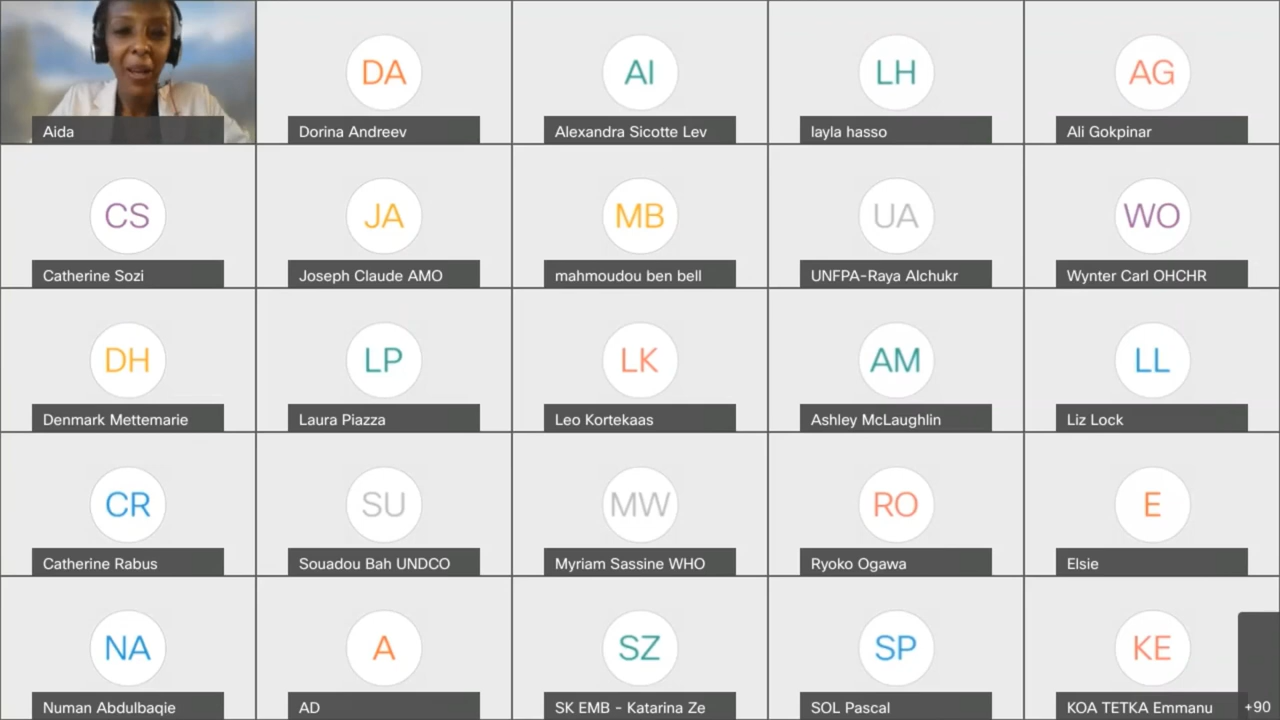 Aida
DA
Dorina Andreev
AI
Alexandra Sicotte Lev
LH
layla hasso
AG
Ali Gokpinar
CS
Catherine Sozi
JA
Joseph Claude AMO
MB
mahmoudou ben bell
UA
UNFPA-Raya Alchukr
WO
Wynter Carl OHCHR
DH
Denmark Mettemarie
LP
Laura Piazza
LK
Leo Kortekaas
AM
Ashley McLaughlin
LL
Liz Lock
CR
Catherine Rabus
SU
Souadou Bah UNDCO
MW
Myriam Sassine WHO
RO
Ryoko Ogawa
E
Elsie
NA
Numan Abdulbaqie
A
AD
SZ
SK EMB - Katarina Ze
SP
SOL Pascal
KE
KOA TETKA Emmanu
+90